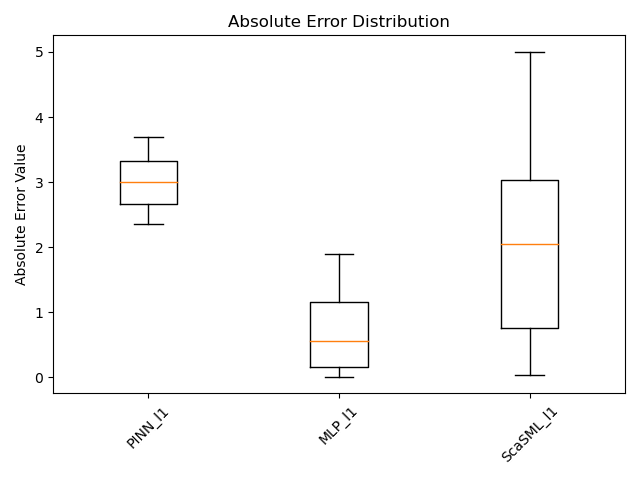 Absolute Error Distribution
Absolute Error Value
5
4
3
2
1
0
PINN_l1
MLP_l1
ScaSML_l1